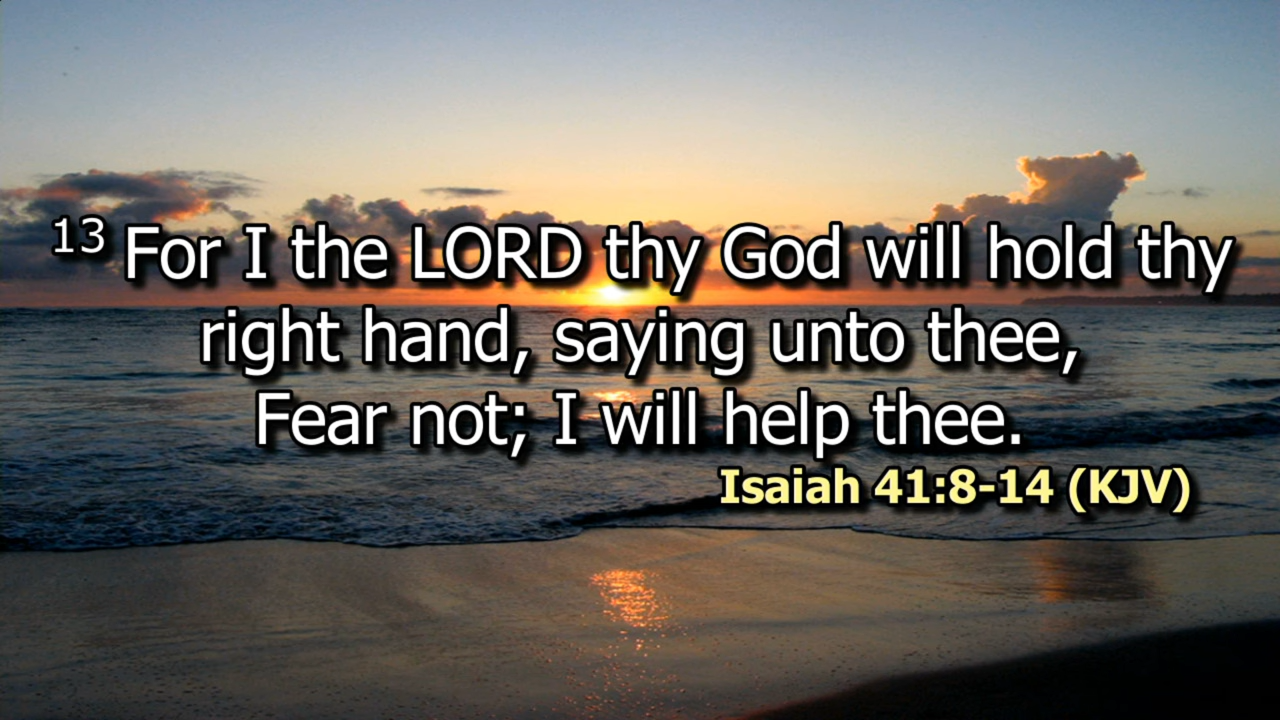 13 For I the LORD thy God will hold thy
right hand, saying unto thee,
Fear not; I will help thee.
Isaiah 41:8-14 (KJV)